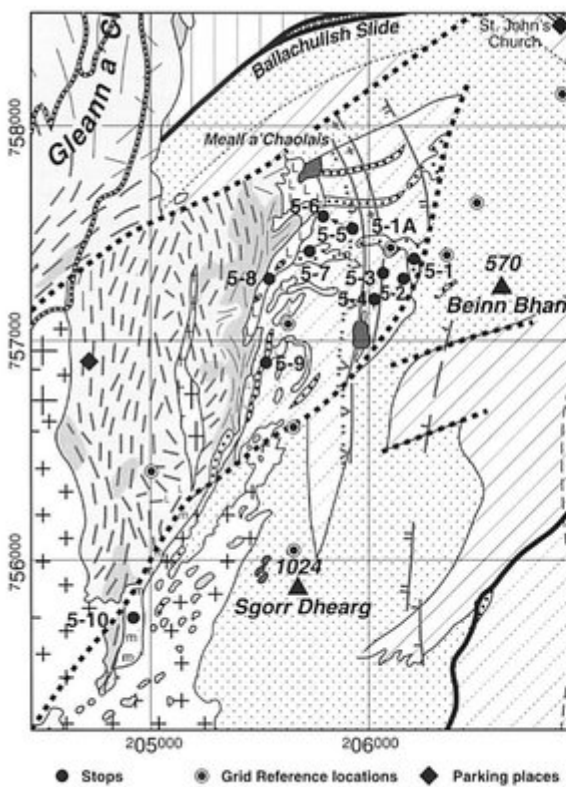 St. John's
Church
Ballachulish Slide
Gleann a C
758000
Meall a'Chaolais
5-6
5-5
5-1A
5-8
5-7
5-3
5-1
5-4
5-2
570
Beinn Bhan
757000
5-9
756000
1024
Sgorr Dhearg
5-10
m
m
205000
206000
Stops
Grid Reference locations
Parking places